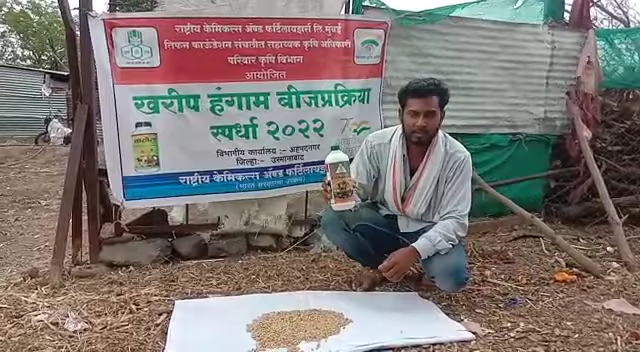 राष्ट्रीय केमिकल्स अँण्ड फर्टिलायझर्स लि.मुंबई
तिफन फाऊंडेशन संचलीत सहाय्यक कृषि अधिकारी
परिवार कृषि विभाग
आयोजित
खरीप हंगाम बीजप्रक्रिया
स्पर्धा २०२२
विभागीय कार्यालय :- अहमदनगर
जिल्हा:- उस्मानाबाद
राष्ट्रीय केमिकल्स अँण्ड फर्टिला